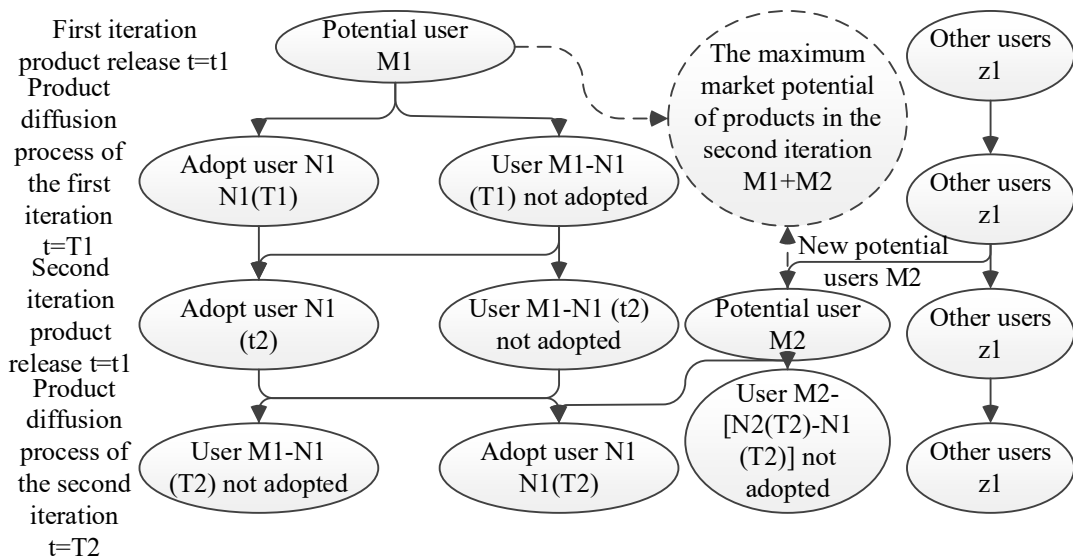 First iteration
product release t=t1
Product
diffusion
process of
the first
iteration
t=T1
Second
iteration
product
release t=t1
Product
diffusion
process of
the second
iteration
t=T2
Potential user
M1
The maximum
market potential
of products in the
second iteration
M1+M2
Other users
z1
Adopt user N1
N1(T1)
User M1-N1
(T1) not adopted
Other users
z1
New potential
users M2
Adopt user N1
(t2)
User M1-N1 (t2)
not adopted
Potential user
M2
Other users
z1
User M1-N1
(T2) not adopted
Adopt user N1
N1(T2)
User M2-
[N2(T2)-N1
(T2)] not
adopted
Other users
z1